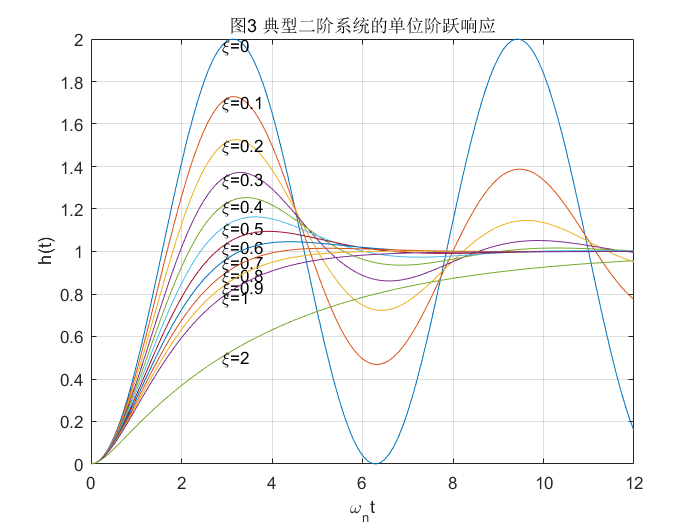 图3 典型二阶系统的单位阶跃响应
h(t)
2
1.8
1.6
1.4
1.2
1
0.8
0.6
0.4
0.2
0
ξ=0
ξ=0.1
ξ=0.2
ξ=0.3
ξ=0.4
ξ=0.5
ξ=0.6
ξ=0.7
ξ=0.8
ξ=0.9
ξ=1
ξ=2
0 2 4 6 8 10 12
ωnt